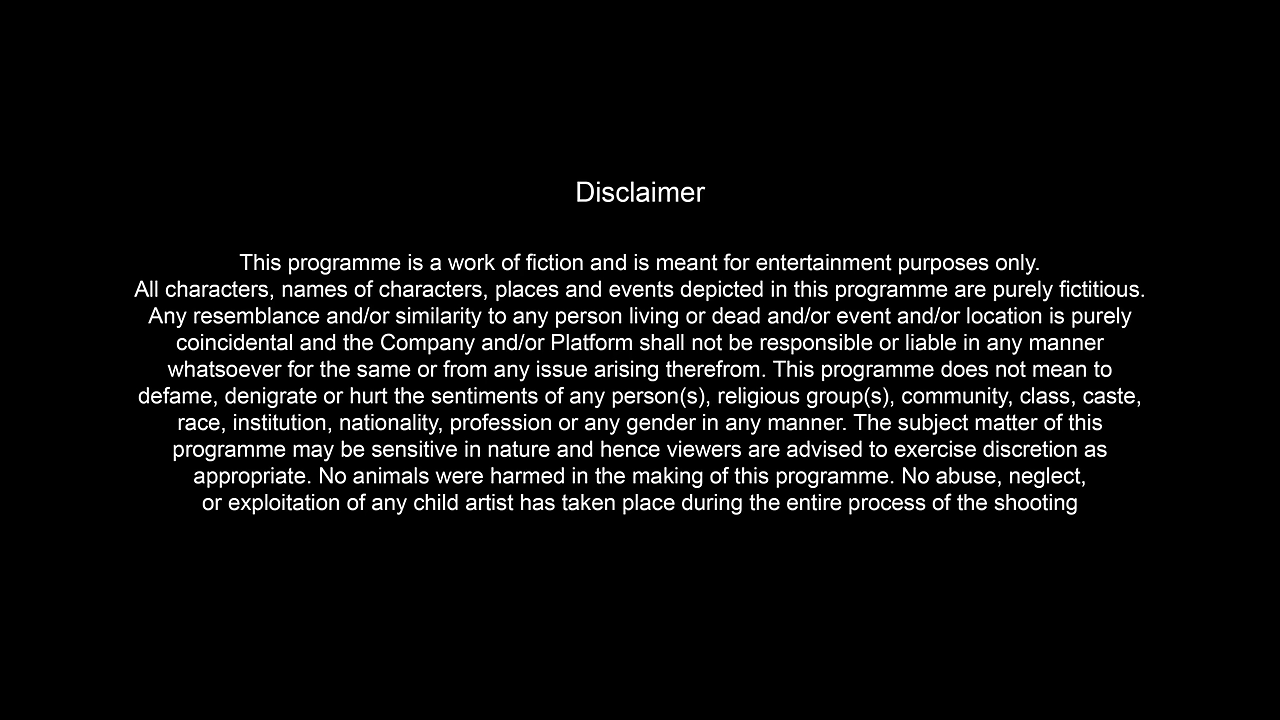 Disclaimer
This programme is a work of fiction and is meant for entertainment purposes only.
All characters, names of characters, places and events depicted in this programme are purely fictitious.
Any resemblance and/or similarity to any person living or dead and/or event and/or location is purely
coincidental and the Company and/or Platform shall not be responsible or liable in any manner
whatsoever for the same or from any issue arising therefrom. This programme does not mean to
defame, denigrate or hurt the sentiments of any person(s), religious group(s), community, class, caste,
race, institution, nationality, profession or any gender in any manner. The subject matter of this
programme may be sensitive in nature and hence viewers are advised to exercise discretion as
appropriate. No animals were harmed in the making of this programme. No abuse, neglect,
or exploitation of any child artist has taken place during the entire process of the shooting